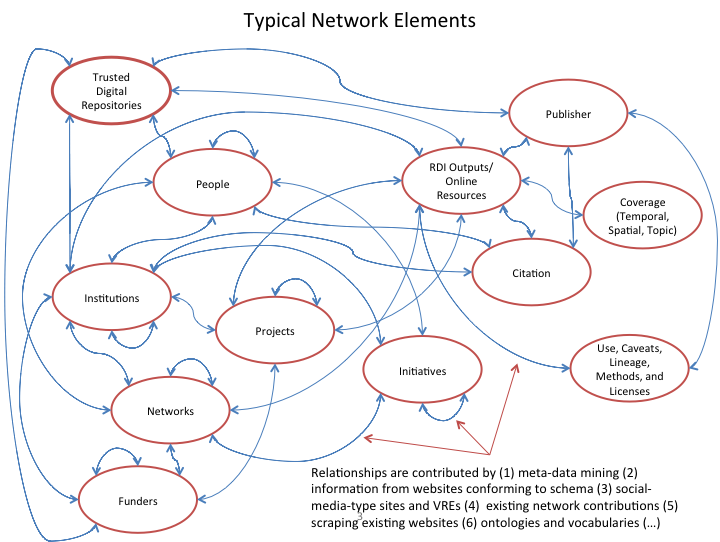 Typical Network Elements
Trusted
Digital
Repositories
Publisher
People
RDI Outputs/
Online
Resources
Coverage
(Temporal,
Spatial, Topic)
Citation
Institutions
Projects
Initiatives
Use, Caveats,
Lineage,
Methods, and
Licenses
Networks
Funders
Relationships are contributed by (1) meta-data mining (2)
information from websites conforming to schema (3) social-
media-type sites and VREs (4) existing network contributions (5)
scraping existing websites (6) ontologies and vocabularies (...)
3